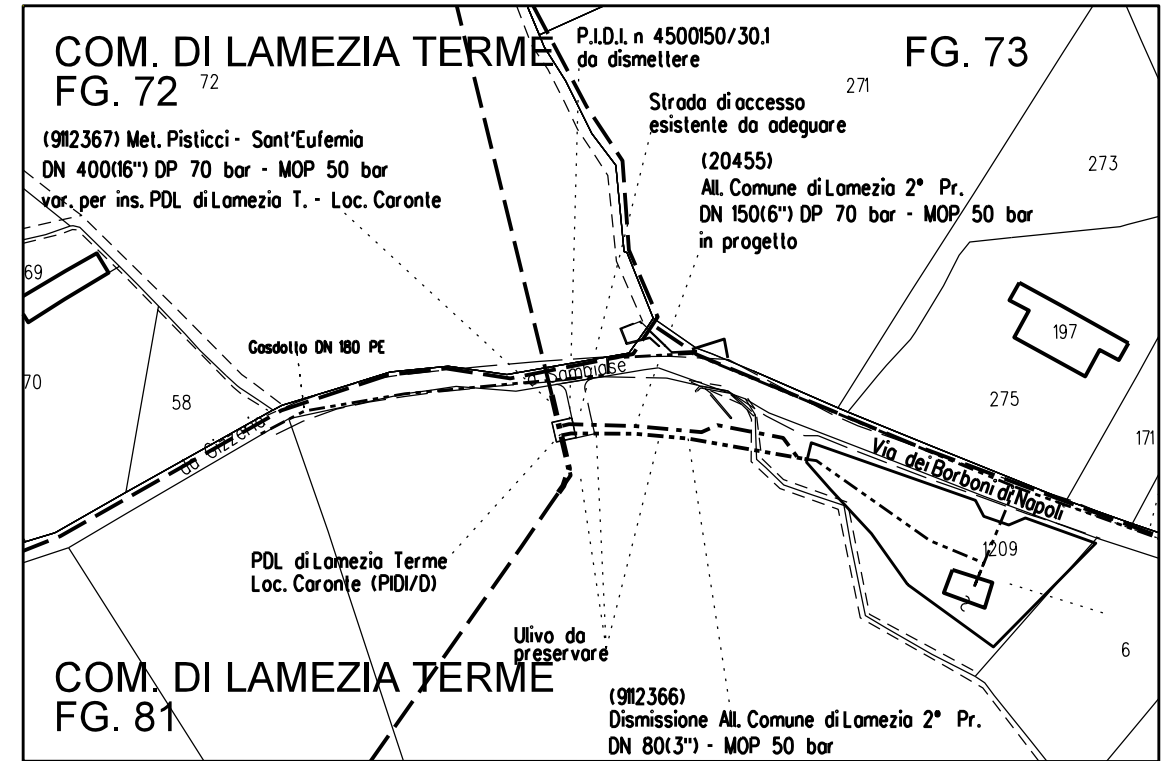 COM. DI LAMEZIA TERME
FG. 72
72
(9112367) Met. Pisticci - Sant'Eufemia
DN 400(16") DP 70 bar - MOP 50 bar
var. per ins. PDL di Lamezia T. - Loc. Caronte
P.I.D.I. n 4500150/30.1
da dismettere
FG. 73
271
Strada di accesso
esistente da adeguare
(20455)
All. Comune di Lamezia 2° Pr.
DN 150(6") DP 70 bar - MOP 50 bar
in progetto
273
69
197
Gasdotto DN 180 PE
a Sambiase
70
58
275
da Gizzeria
171
Via dei Borboni di Napoli
1209
PDL di Lamezia Terme
Loc. Caronte (PIDI/D)
Ulivo da
preservare
6
COM. DI LAMEZIA TERME
FG. 81
(9112366)
Dismissione All. Comune di Lamezia 2° Pr.
DN 80(3") - MOP 50 bar